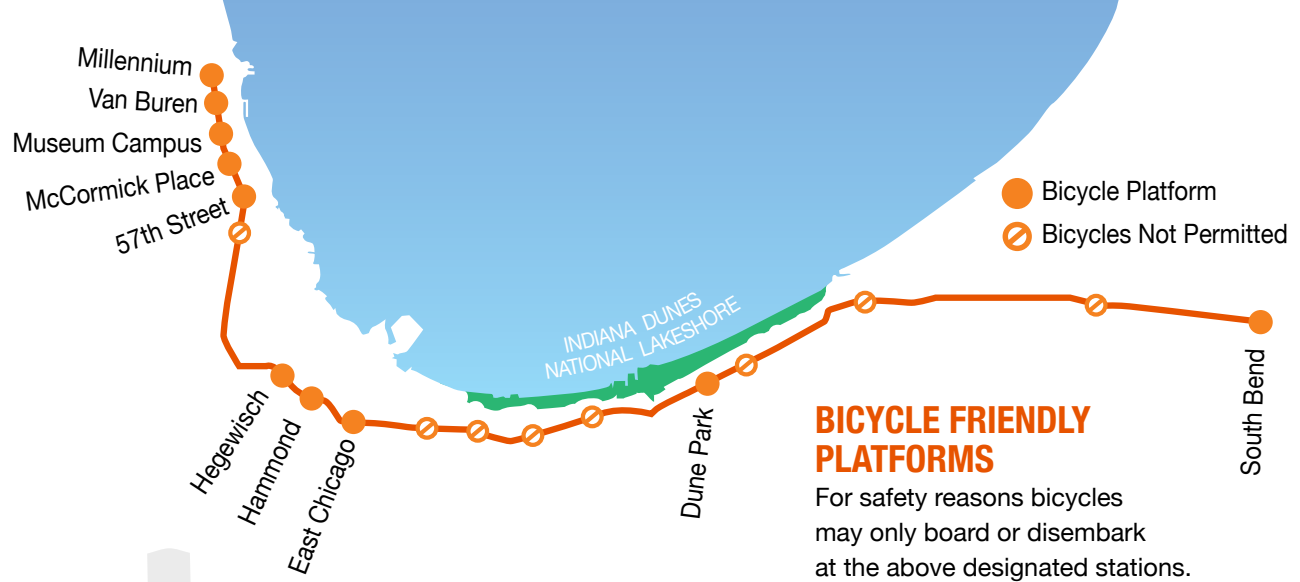 Millennium
Van Buren
Museum Campus
McCormick Place
57th Street
Bicycle Platform
Bicycles Not Permitted
INDIANA DUNES
NATIONAL LAKESHORE
Hegewisch
Hammond
East Chicago
Dune Park
South Bend
BICYCLE FRIENDLY
PLATFORMS
For safety reasons bicycles
may only board or disembark
at the above designated stations.